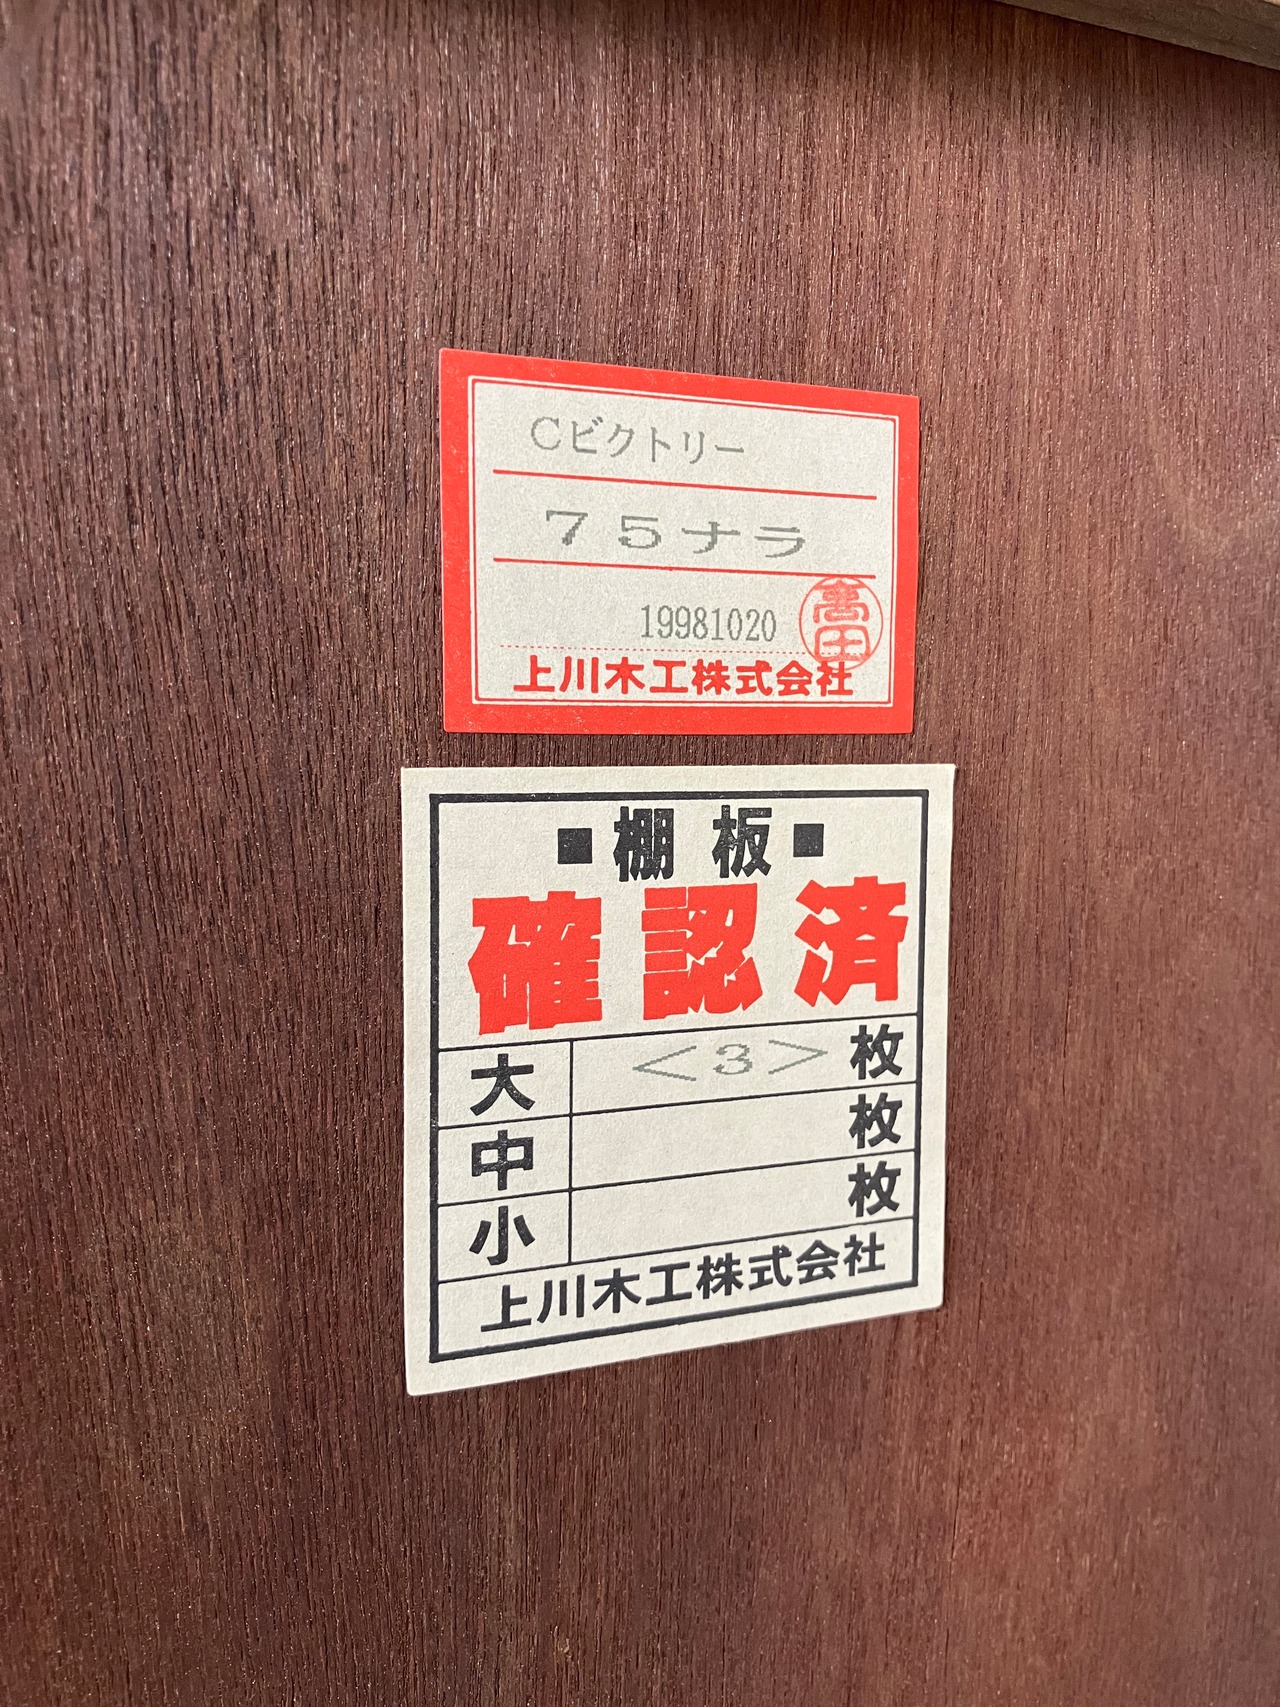 Cビクトリー
75ナラ
19981020
高田
上川木工株式会社
■棚板■
確認済
大 <3> 枚
中 枚
小 枚
上川木工株式会社